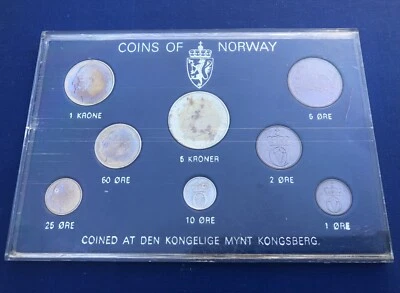 COINS OF NORWAY
1 KRONE
5 ØRE
5 KRONER
50 ØRE
2 ØRE
25 ØRE
10 ØRE
1 ØRE
COINED AT DEN KONGELIGE MYNT KONGSBERG.